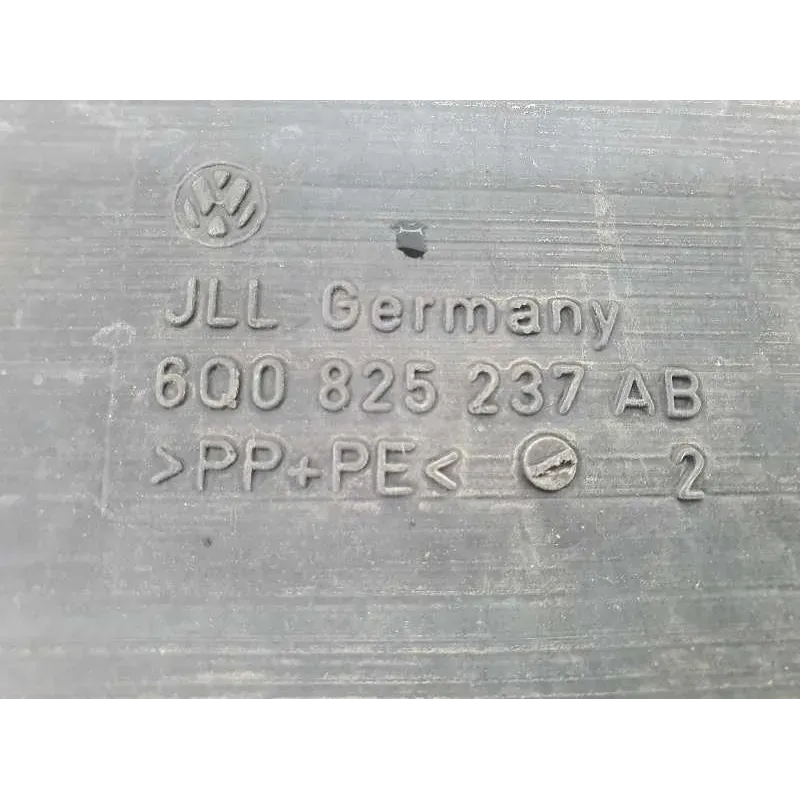 JLL Germany
6Q0 825 237 AB
>PP+PE< 2